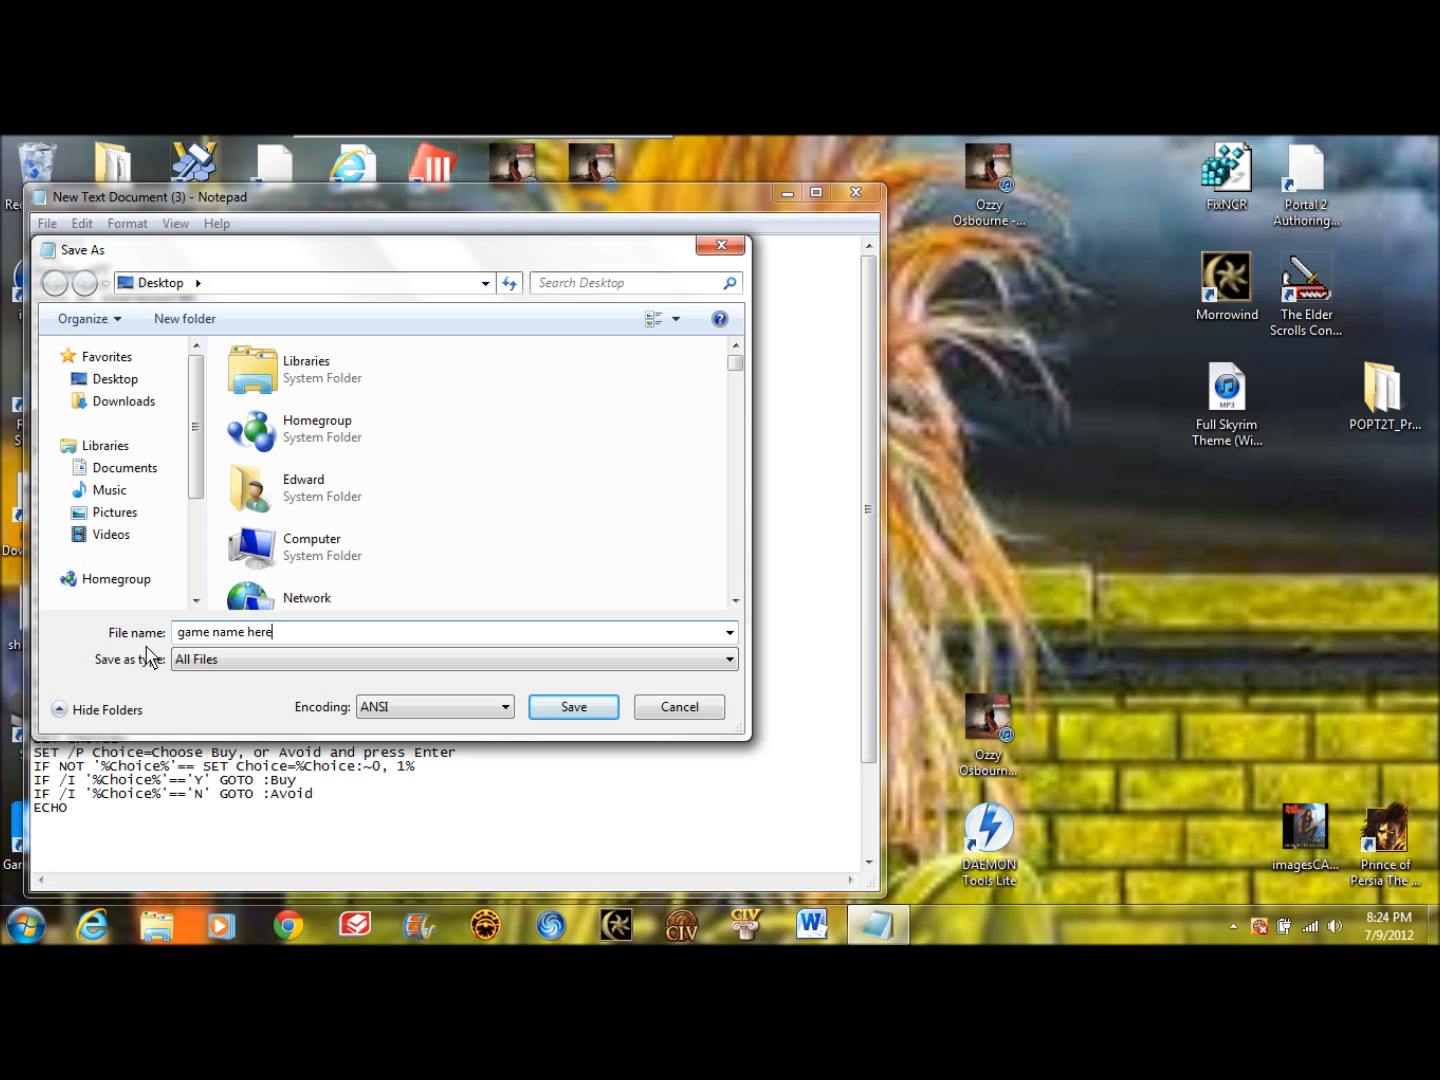 New Text Document (3) - Notepad
File Edit Format View Help
Save As
Desktop
Search Desktop
Organize
New folder
Favorites
Desktop
Downloads
Libraries
Documents
Music
Pictures
Videos
Homegroup
Libraries
System Folder
Homegroup
System Folder
Edward
System Folder
Computer
System Folder
Network
File name: game name here
Save as type: All Files
Hide Folders
Encoding: ANSI
Save
Cancel
SET /P Choice=Choose Buy, or Avoid and press Enter
IF NOT '%Choice%'== SET Choice=%Choice:~0, 1%
IF /I '%Choice%'=='Y' GOTO :Buy
IF /I '%Choice%'=='N' GOTO :Avoid
ECHO
Ozzy
Osbourne -...
FixNCR
Portal 2
Authoring...
Morrowind
The Elder
Scrolls Con...
MP3
Full Skyrim
Theme (Wi...
POPT2T_Pr...
Ozzy
Osbourn...
DAEMON
Tools Lite
imagesCA...
Prince of
Persia The ...
CIV
CIV
W
8:24 PM
7/9/2012